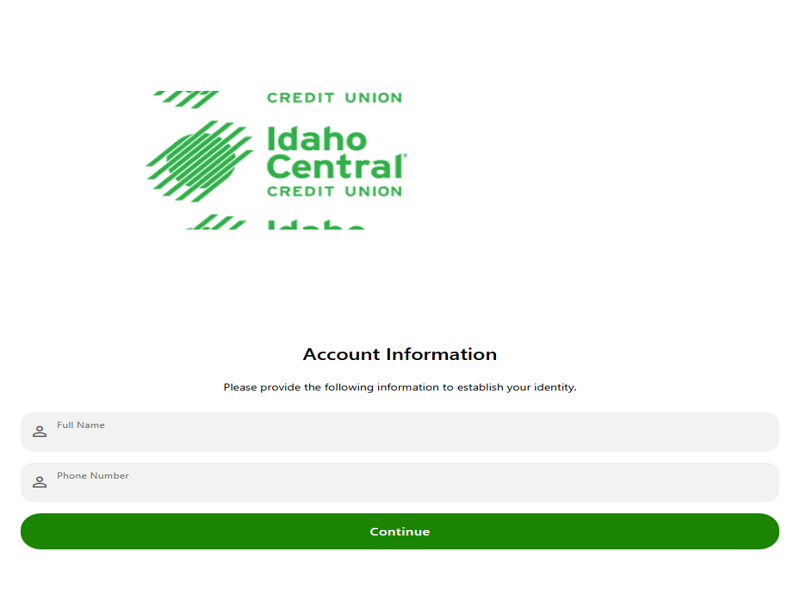 CREDIT UNION
Idaho
Central
CREDIT UNION
Idaho
Account Information
Please provide the following information to establish your identity.
Full Name
Phone Number
Continue